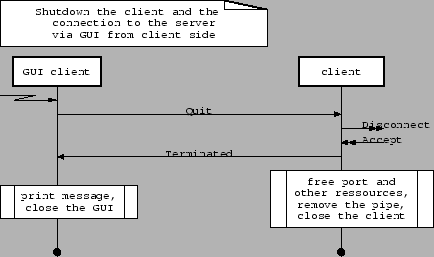 Shutdown the client and the
connection to the server
via GUI from client side
GUI client
client
Quit
Disconnect
Accept
Terminated
print message,
close the GUI
free port and
other ressources,
remove the pipe,
close the client